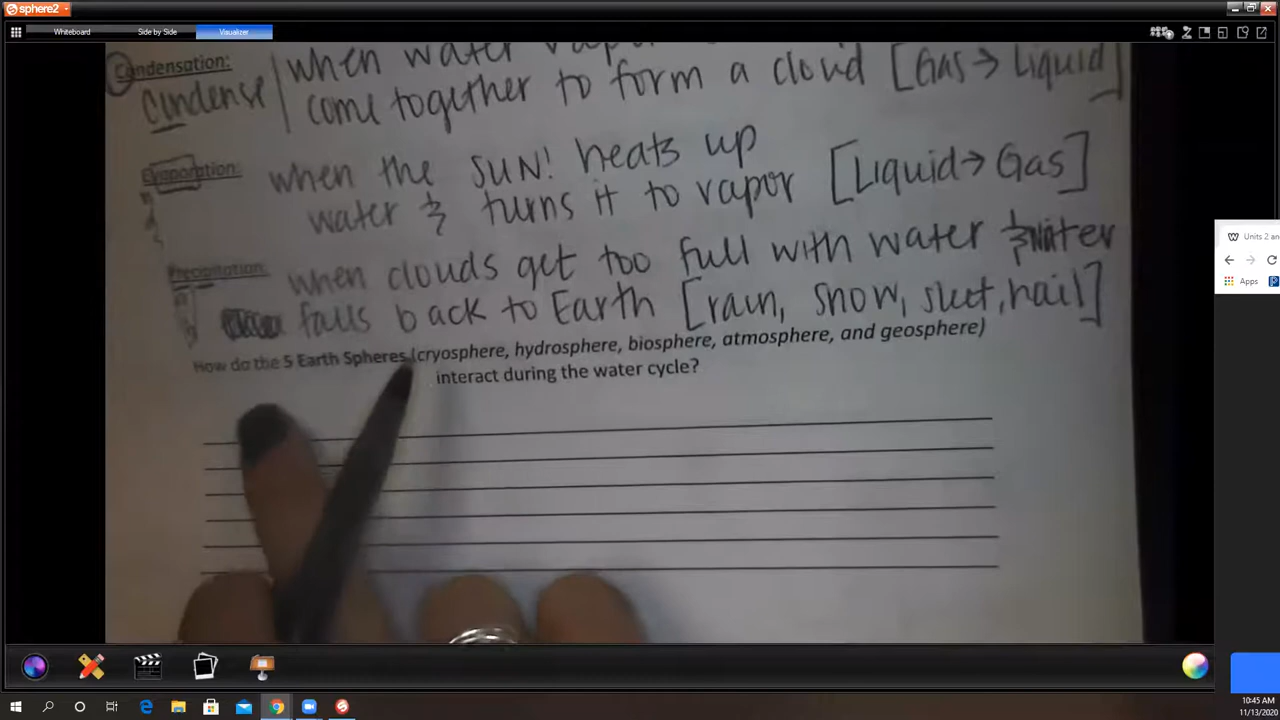 sphere2
Whiteboard
Side by Side
Visualizer
Condensation: when water vapor
Condense come together to form a cloud [Gas → Liquid]
Evaporation: when the SUN! heats up
water & turns it to vapor [Liquid → Gas]
Precipitation: when clouds get too full with water & water
falls back to Earth [rain, snow, sleet, hail]
How do the 5 Earth Spheres (cryosphere, hydrosphere, biosphere, atmosphere, and geosphere)
interact during the water cycle?
Units 2 an
Apps
10:45 AM
11/13/2020